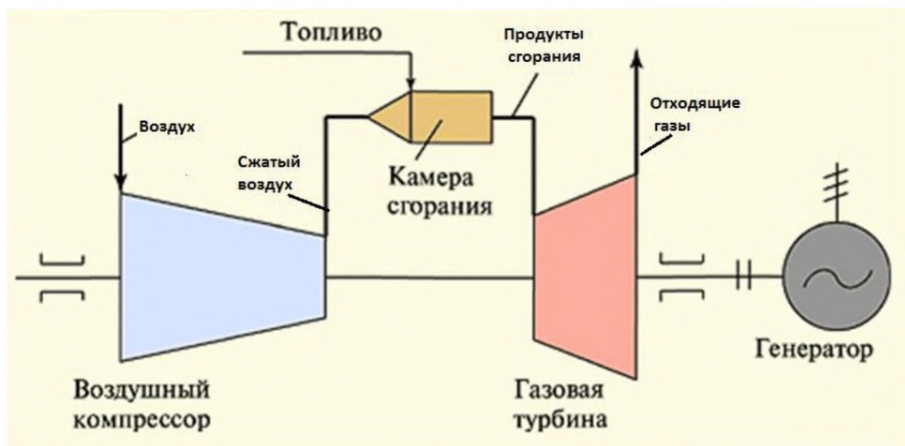 Топливо
Продукты
сгорания
Воздух
Отходящие
газы
Сжатый
воздух
Камера
сгорания
Воздушный
компрессор
Газовая
турбина
Генератор